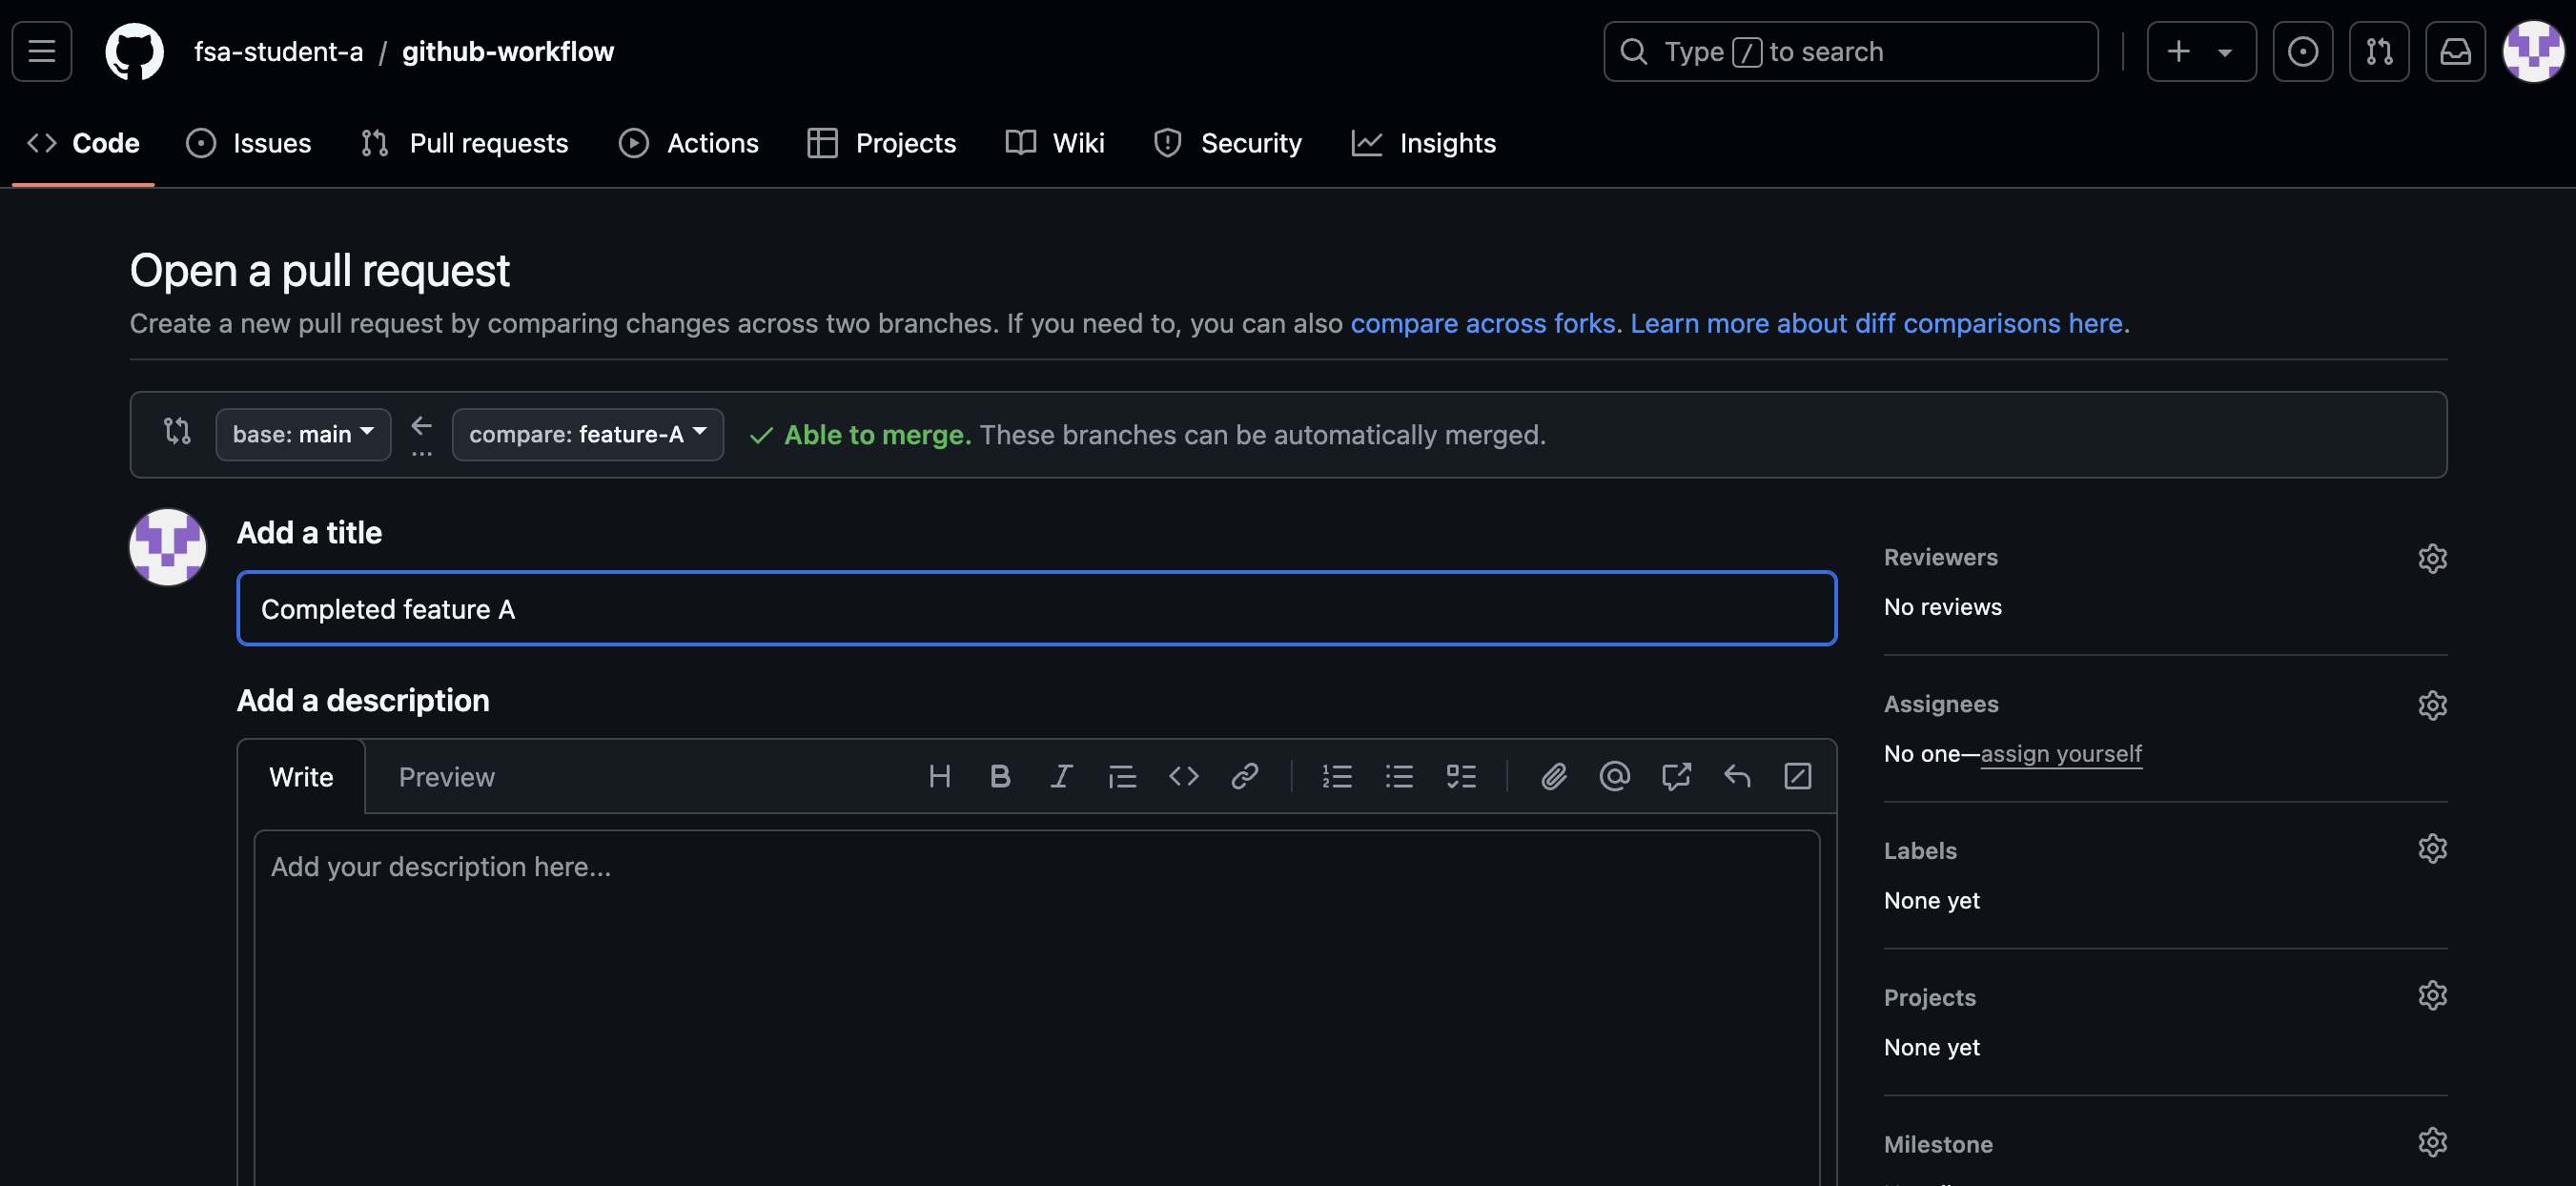 fsa-student-a / github-workflow
Type / to search
Code Issues Pull requests Actions Projects Wiki Security Insights
Open a pull request
Create a new pull request by comparing changes across two branches. If you need to, you can also compare across forks. Learn more about diff comparisons here.
base: main ← compare: feature-A ✓ Able to merge. These branches can be automatically merged.
Add a title
Completed feature A
Add a description
Write Preview
Add your description here...
Reviewers
No reviews
Assignees
No one—assign yourself
Labels
None yet
Projects
None yet
Milestone